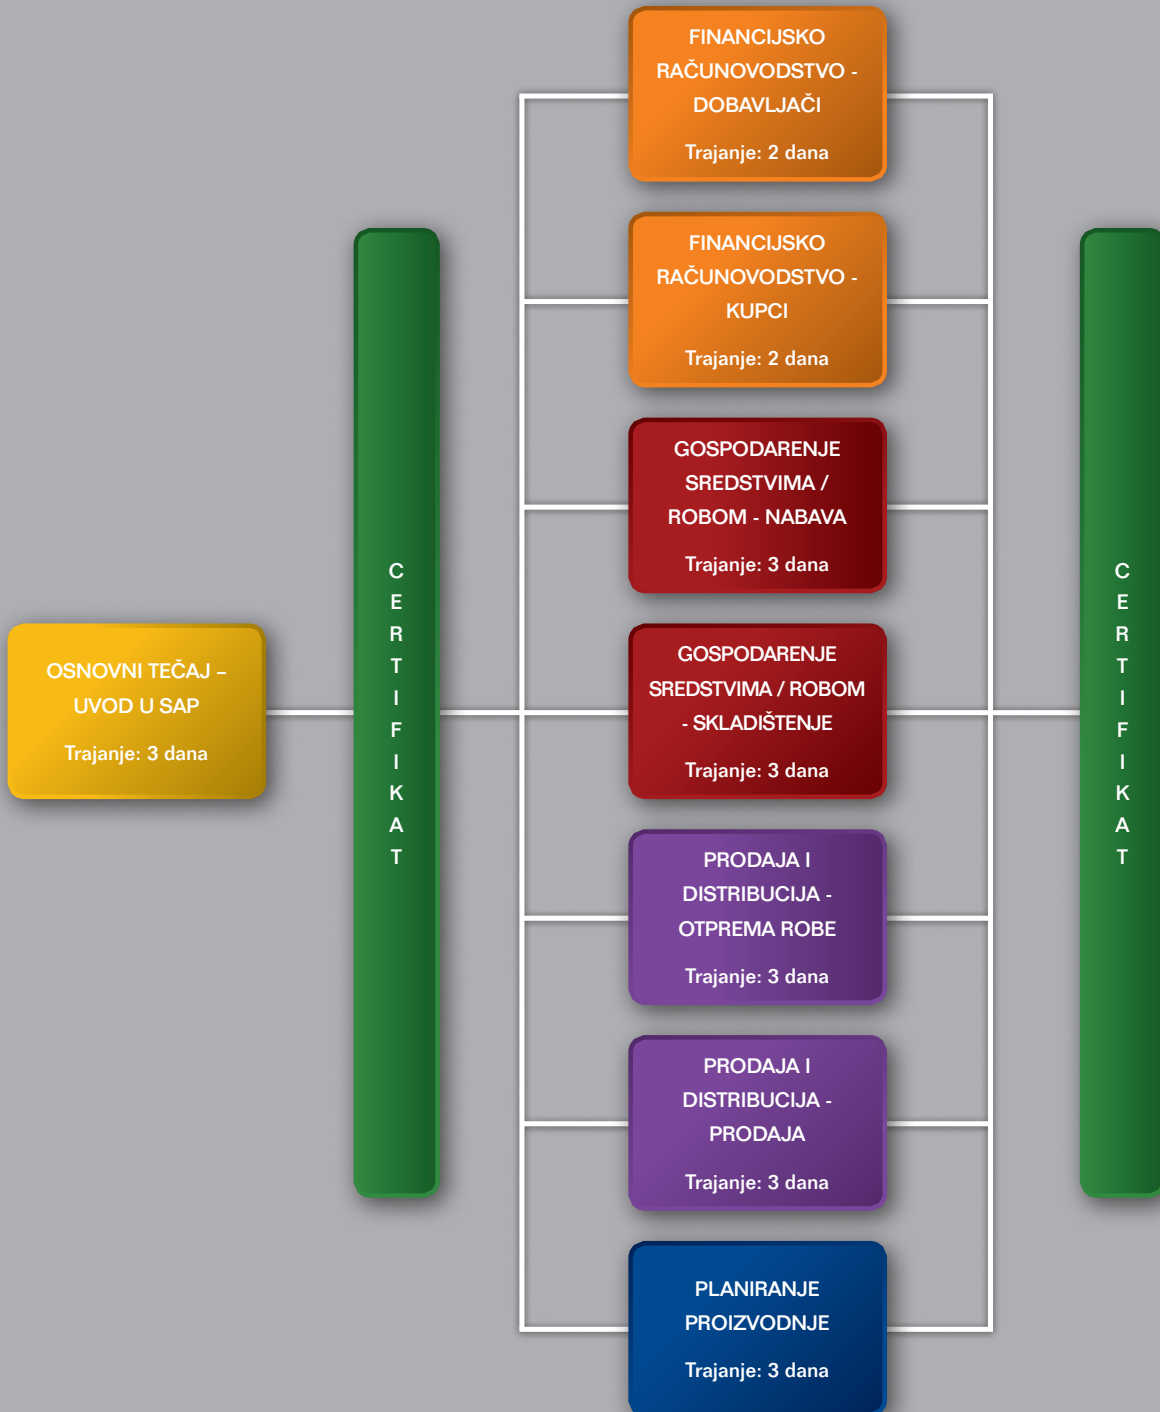 OSNOVNI TEČAJ –
UVOD U SAP
Trajanje: 3 dana
CERTIFIKAT
FINANCIJSKO
RAČUNOVODSTVO -
DOBAVLJAČI
Trajanje: 2 dana
FINANCIJSKO
RAČUNOVODSTVO -
KUPCI
Trajanje: 2 dana
GOSPODARENJE
SREDSTVIMA /
ROBOM - NABAVA
Trajanje: 3 dana
GOSPODARENJE
SREDSTVIMA / ROBOM
- SKLADIŠTENJE
Trajanje: 3 dana
PRODAJA I
DISTRIBUCIJA -
OTPREMA ROBE
Trajanje: 3 dana
PRODAJA I
DISTRIBUCIJA -
PRODAJA
Trajanje: 3 dana
PLANIRANJE
PROIZVODNJE
Trajanje: 3 dana
CERTIFIKAT